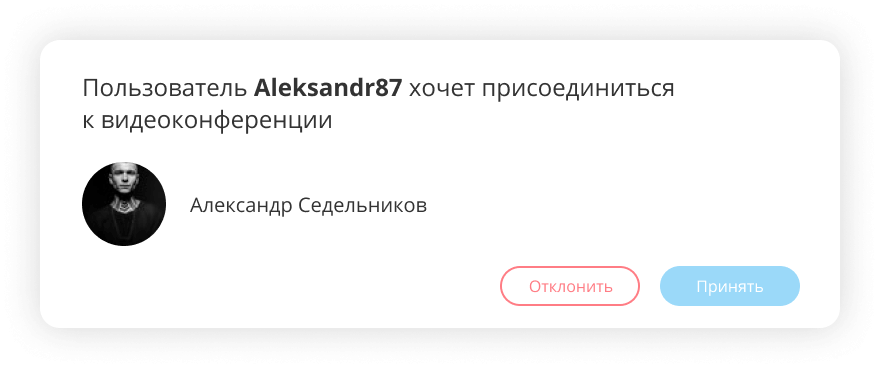 Пользователь Aleksandr87 хочет присоединиться
к видеоконференции
Александр Седельников
Отклонить
Принять